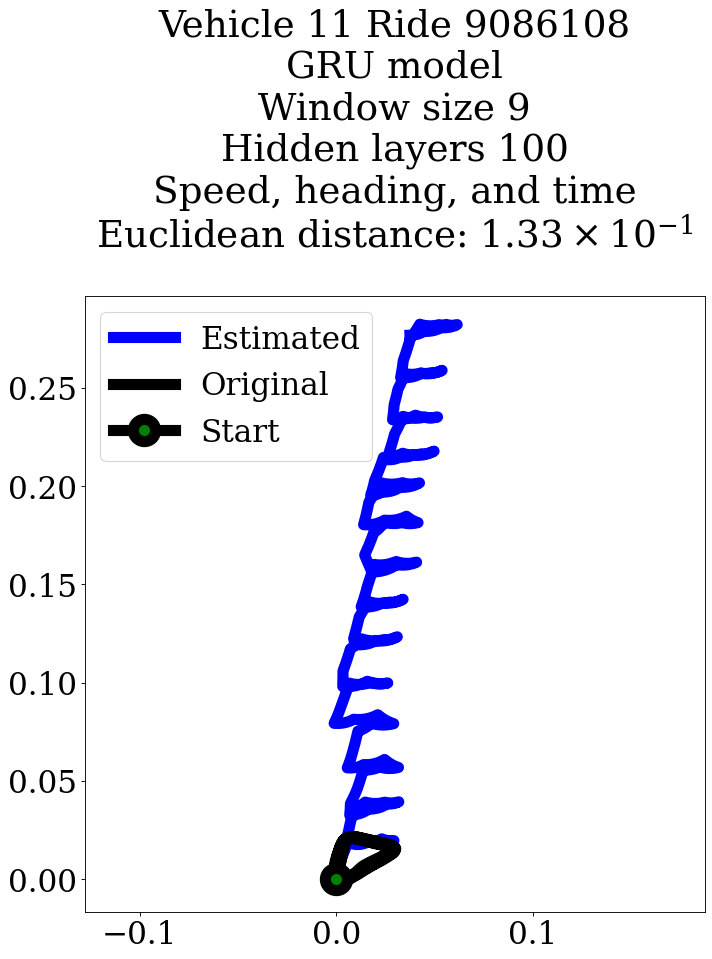 Vehicle 11 Ride 9086108
GRU model
Window size 9
Hidden layers 100
Speed, heading, and time
Euclidean distance: 1.33 × 10⁻¹
Estimated
Original
Start
0.25
0.20
0.15
0.10
0.05
0.00
−0.1 0.0 0.1